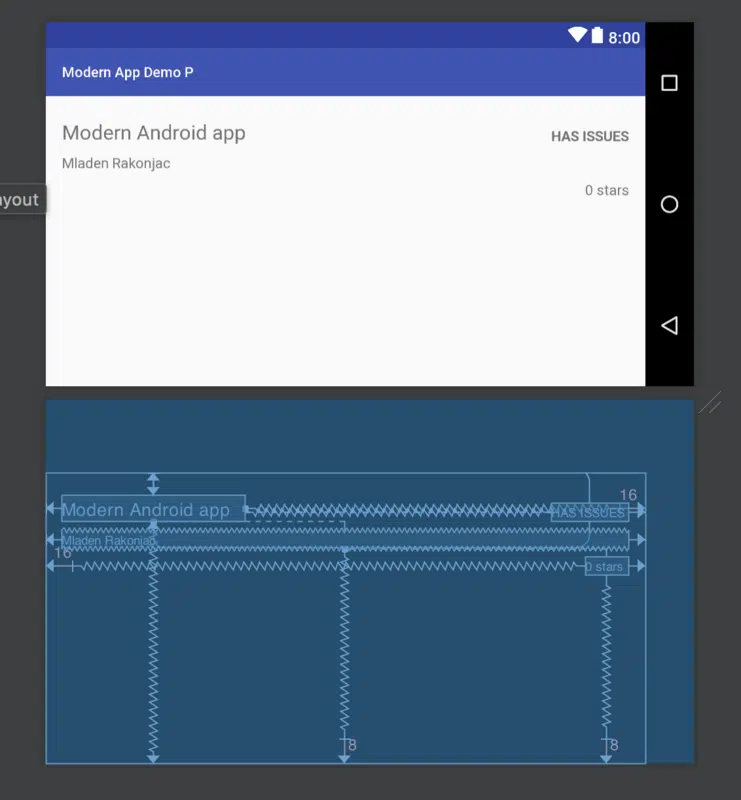 8:00
Modern App Demo P
Modern Android app
HAS ISSUES
Mladen Rakonjac
ayout
0 stars
16
Modern Android app
HAS ISSUES
Mladen Rakonjac
16
0 stars
8
8